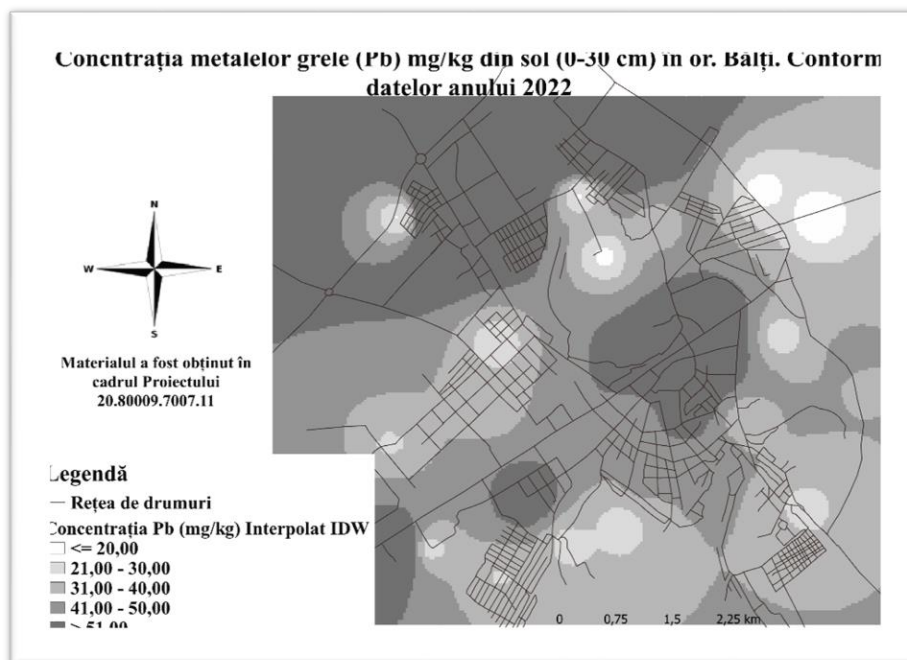 Concntrația metalelor grele (Pb) mg/kg din sol (0-30 cm) în or. Bălți. Conform
datelor anului 2022
N
W E
S
Materialul a fost obținut în
cadrul Proiectului
20.80009.7007.11
Legendă
Rețea de drumuri
Concentrația Pb (mg/kg) Interpolat IDW
<= 20,00
21,00 - 30,00
31,00 - 40,00
41,00 - 50,00
> 51,00
0 0,75 1,5 2,25 km